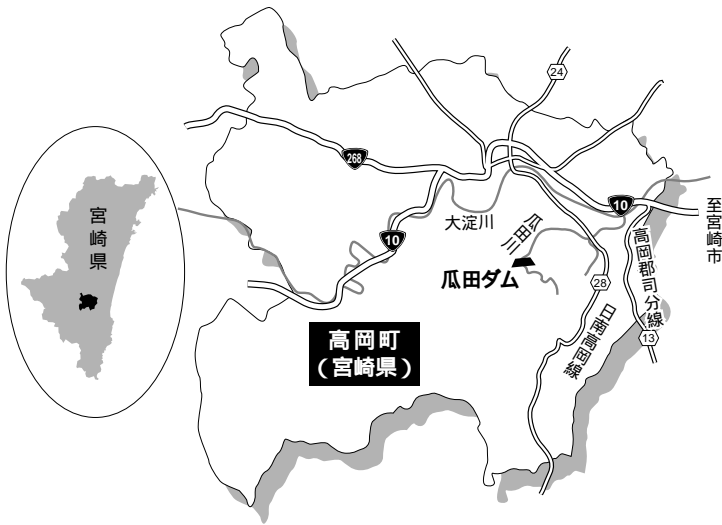 宮崎県
268
24
10
10
大淀川
瓜田川
瓜田ダム
28
13
至宮崎市
高岡郡司分線
日南高岡線
高岡町
（宮崎県）